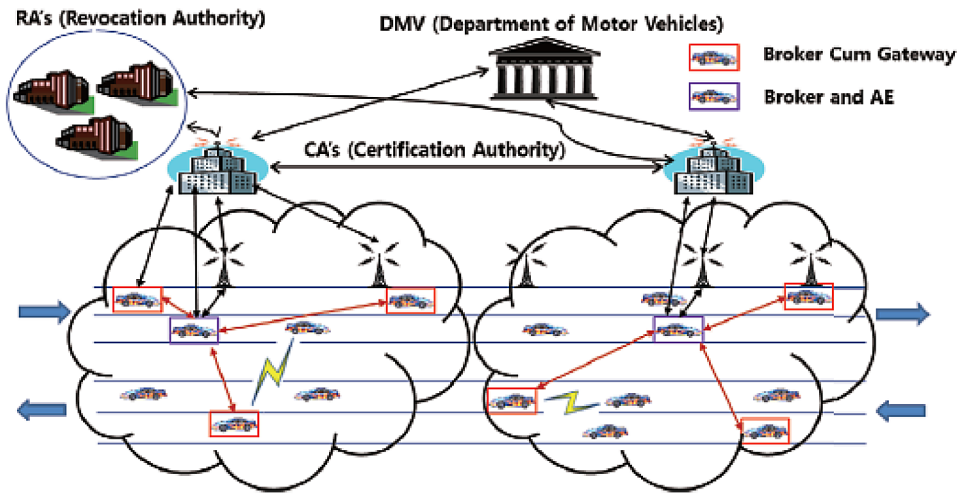 RA's (Revocation Authority)
DMV (Department of Motor Vehicles)
Broker Cum Gateway
Broker and AE
CA's (Certification Authority)